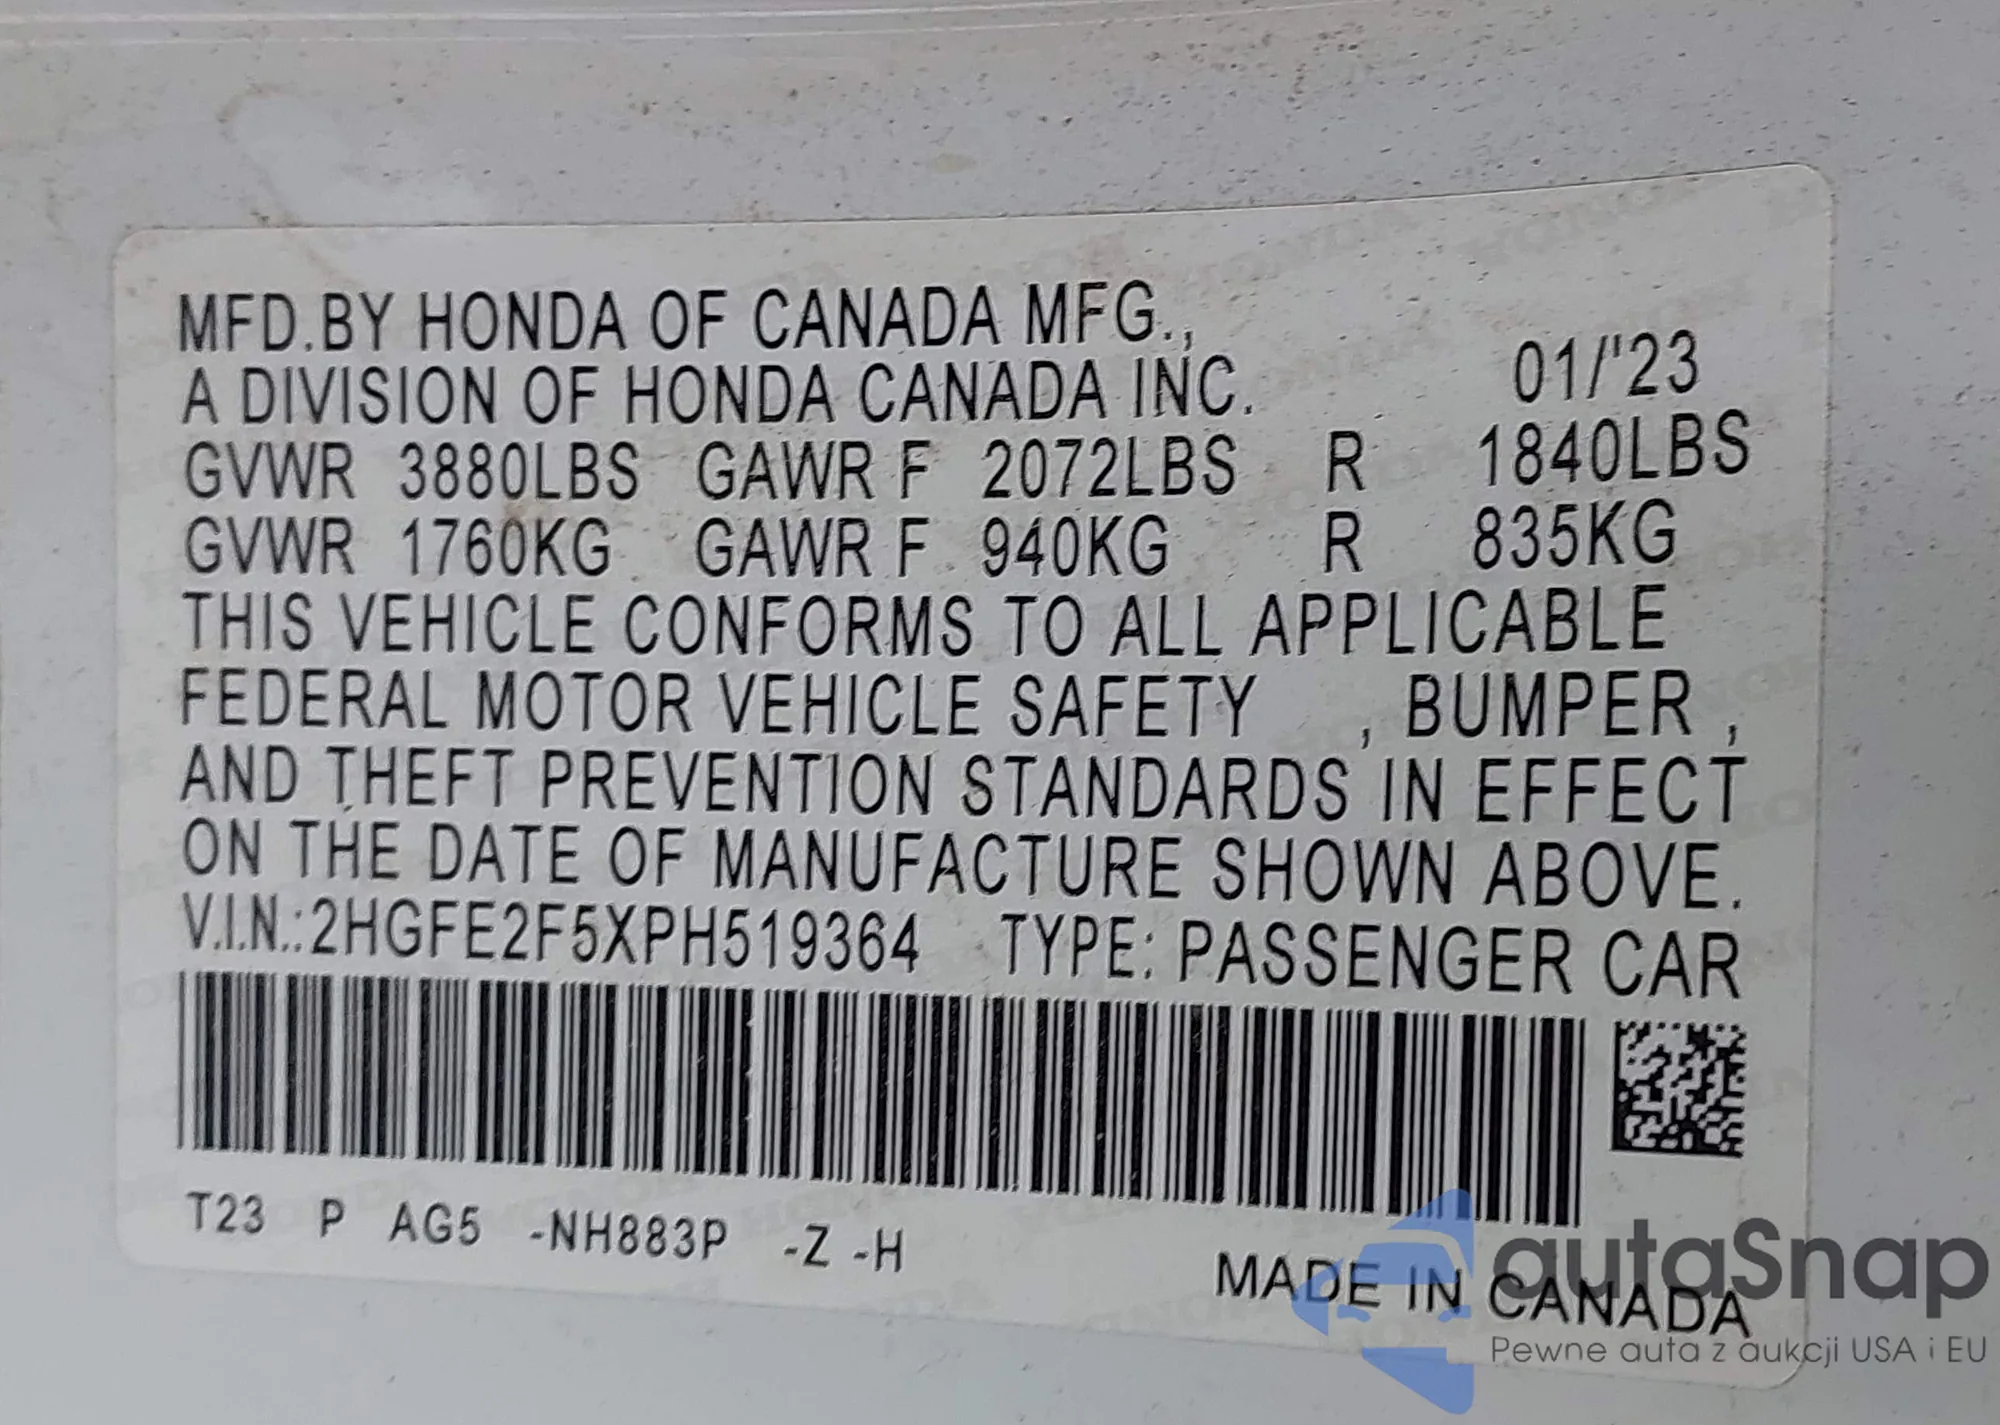 MFD.BY HONDA OF CANADA MFG.,
A DIVISION OF HONDA CANADA INC. 01/'23
GVWR 3880LBS GAWR F 2072LBS R 1840LBS
GVWR 1760KG GAWR F 940KG R 835KG
THIS VEHICLE CONFORMS TO ALL APPLICABLE
FEDERAL MOTOR VEHICLE SAFETY , BUMPER ,
AND THEFT PREVENTION STANDARDS IN EFFECT
ON THE DATE OF MANUFACTURE SHOWN ABOVE.
V.I.N.:2HGFE2F5XPH519364 TYPE: PASSENGER CAR
T23 P AG5 -NH883P -Z -H
MADE IN CANADA
autaSnap
Pewne auta z aukcji USA i EU